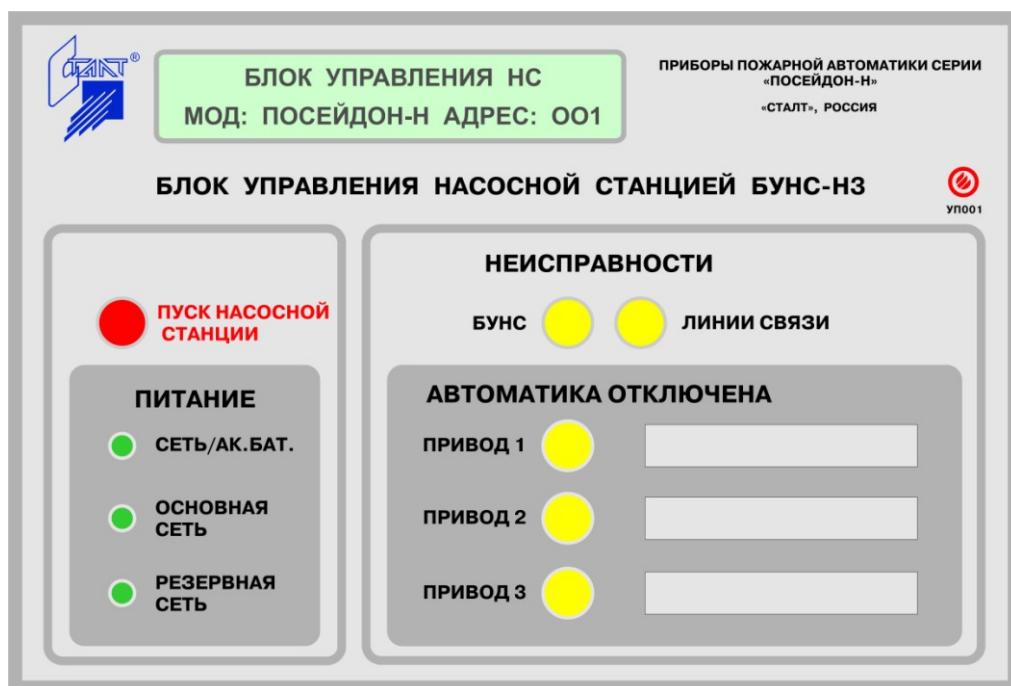 СТАЛТ®
БЛОК УПРАВЛЕНИЯ НС
МОД: ПОСЕЙДОН-Н АДРЕС: 001
ПРИБОРЫ ПОЖАРНОЙ АВТОМАТИКИ СЕРИИ
«ПОСЕЙДОН-Н»
«СТАЛТ», РОССИЯ
БЛОК УПРАВЛЕНИЯ НАСОСНОЙ СТАНЦИЕЙ БУНС-Н3
УП001
ПУСК НАСОСНОЙ
СТАНЦИИ
ПИТАНИЕ
СЕТЬ/АК.БАТ.
ОСНОВНАЯ
СЕТЬ
РЕЗЕРВНАЯ
СЕТЬ
НЕИСПРАВНОСТИ
БУНС
ЛИНИИ СВЯЗИ
АВТОМАТИКА ОТКЛЮЧЕНА
ПРИВОД 1
ПРИВОД 2
ПРИВОД 3